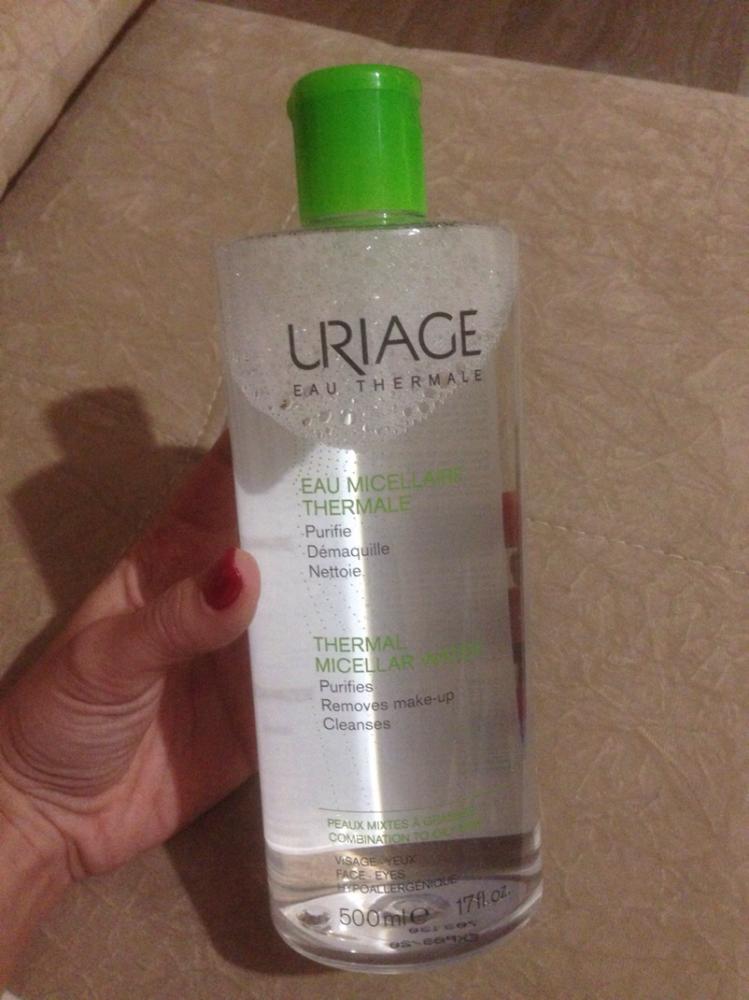 URIAGE
EAU THERMALE
EAU MICELLAIRE
THERMALE
Purifie
Démaquille
Nettoie
THERMAL
MICELLAR WATER
Purifies
Removes make-up
Cleanses
PEAUX MIXTES À GRASSES
COMBINATION TO OILY
VISAGE - YEUX
FACE - EYES
HYPOALLERGÉNIQUE
500ml℮ 17fl.oz.